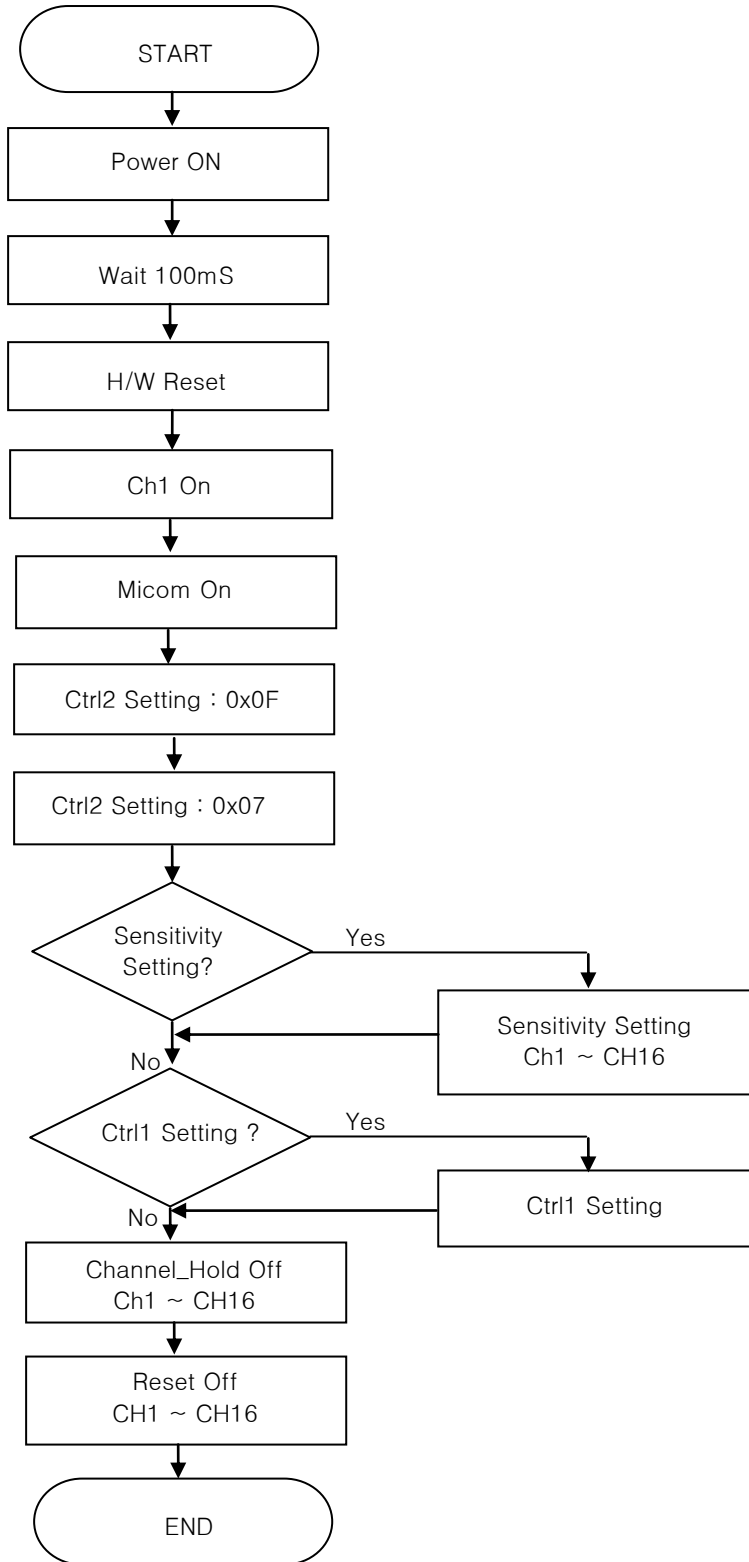 START
Power ON
Wait 100mS
H/W Reset
Ch1 On
Micom On
Ctrl2 Setting : 0x0F
Ctrl2 Setting : 0x07
Sensitivity
Setting?
Yes
Sensitivity Setting
Ch1 ~ CH16
No
Ctrl1 Setting ?
Yes
Ctrl1 Setting
No
Channel_Hold Off
Ch1 ~ CH16
Reset Off
CH1 ~ CH16
END